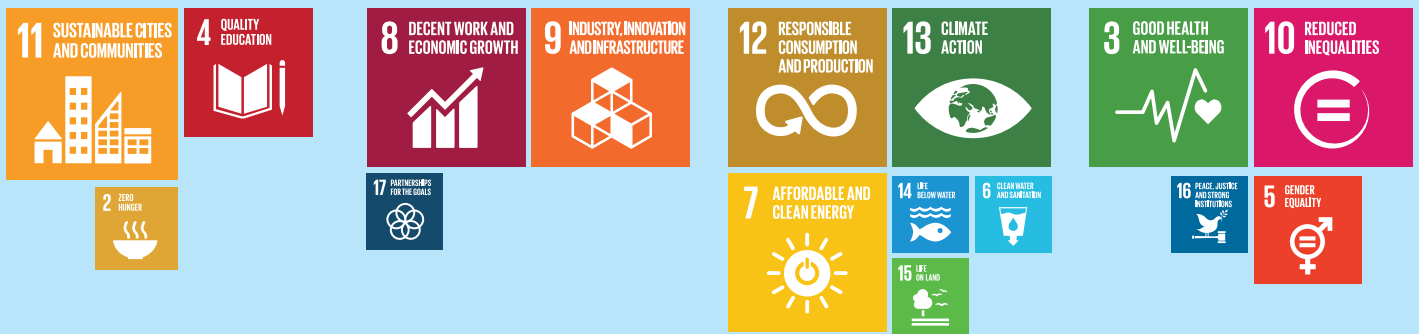 11 SUSTAINABLE CITIES
AND COMMUNITIES
4 QUALITY
EDUCATION
2 ZERO
HUNGER
8 DECENT WORK AND
ECONOMIC GROWTH
9 INDUSTRY, INNOVATION
AND INFRASTRUCTURE
17 PARTNERSHIPS
FOR THE GOALS
12 RESPONSIBLE
CONSUMPTION
AND PRODUCTION
13 CLIMATE
ACTION
7 AFFORDABLE AND
CLEAN ENERGY
14 LIFE
BELOW WATER
6 CLEAN WATER
AND SANITATION
15 LIFE
ON LAND
3 GOOD HEALTH
AND WELL-BEING
10 REDUCED
INEQUALITIES
16 PEACE, JUSTICE
AND STRONG
INSTITUTIONS
5 GENDER
EQUALITY